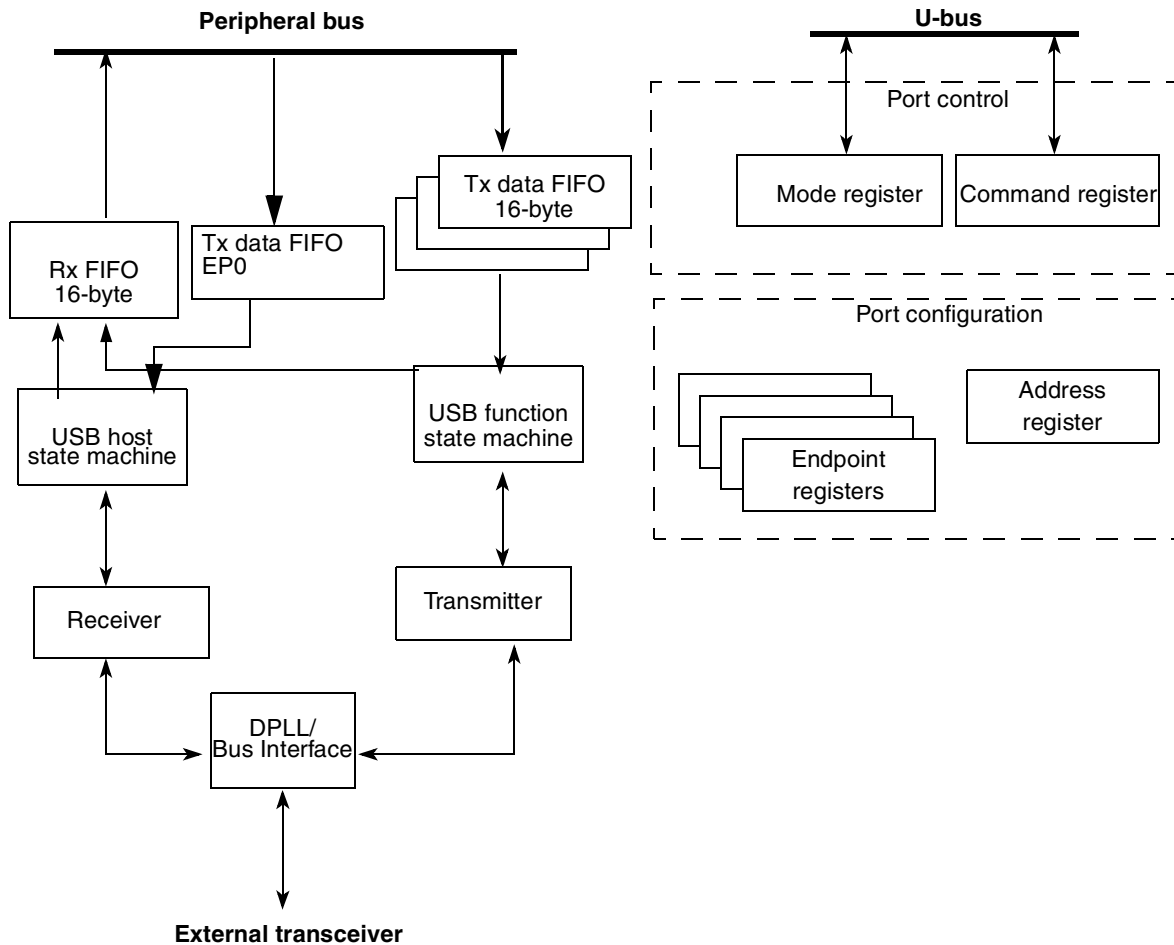 Peripheral bus
U-bus
Port control
Mode register
Command register
Tx data FIFO
16-byte
Tx data FIFO
EP0
Rx FIFO
16-byte
Port configuration
Address
register
Endpoint
registers
USB host
state machine
USB function
state machine
Receiver
Transmitter
DPLL/
Bus Interface
External transceiver